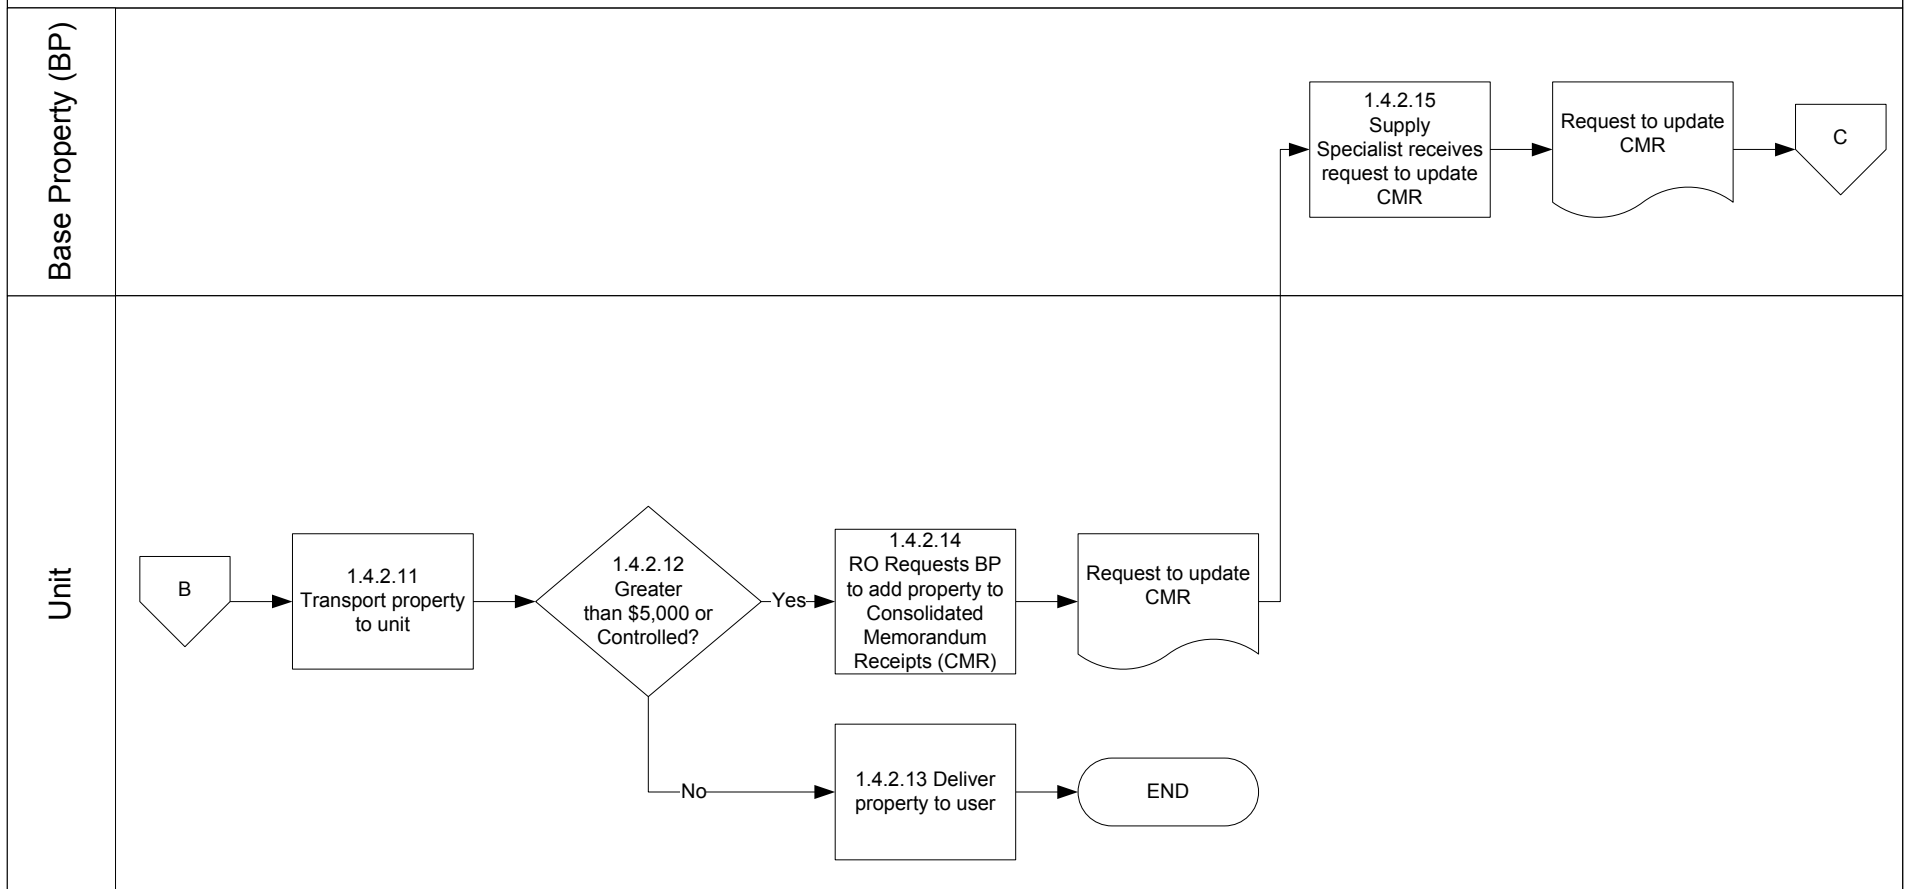 Base Property (BP)
1.4.2.15
Supply
Specialist receives
request to update
CMR
Request to update
CMR
C
Unit
B
1.4.2.11
Transport property
to unit
1.4.2.12
Greater
than $5,000 or
Controlled?
Yes
1.4.2.14
RO Requests BP
to add property to
Consolidated
Memorandum
Receipts (CMR)
Request to update
CMR
No
1.4.2.13 Deliver
property to user
END